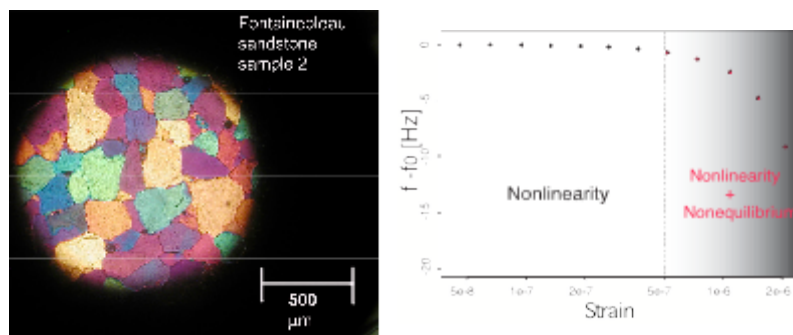 Fontainebleau
sandstone
sample 2
500
µm
f -f0 [Hz]
0
-5
-10
-15
-20
Nonlinearity
Nonlinearity
+
Nonequilibriun
5e-8
1e-7
2e-7
5e-7
1e-6
2e-6
Strain